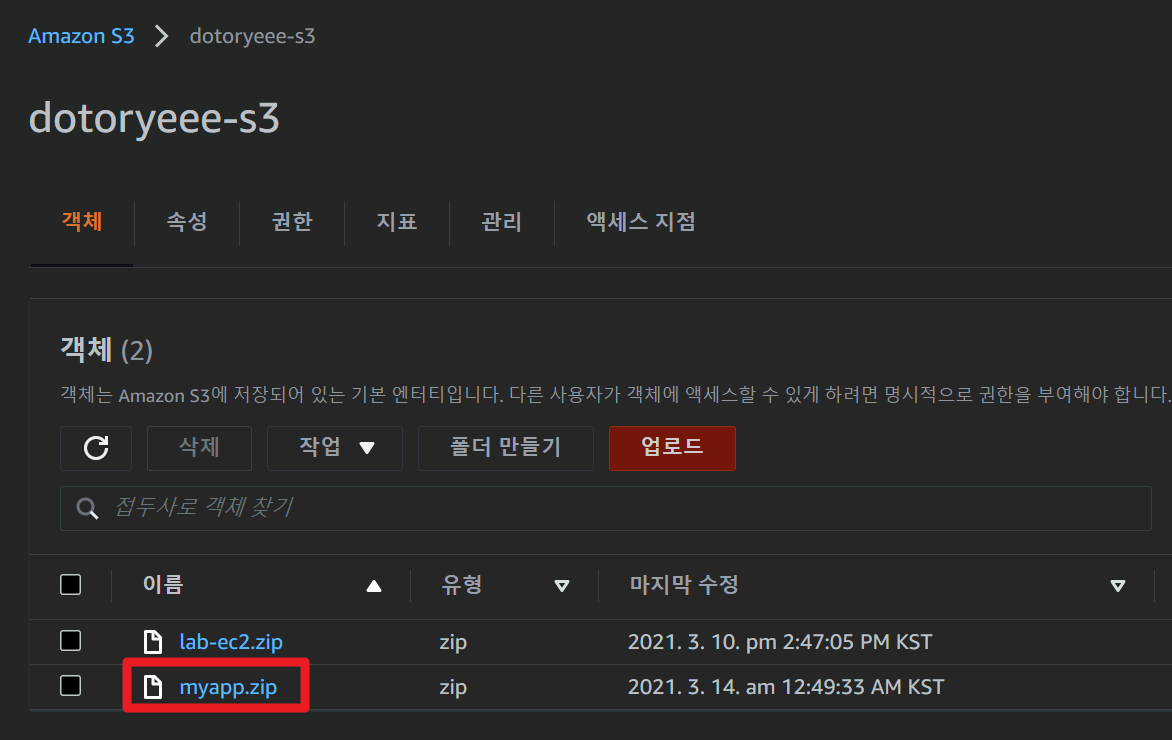 Amazon S3 > dotoryeee-s3
dotoryeee-s3
객체 속성 권한 지표 관리 액세스 지점
객체 (2)
객체는 Amazon S3에 저장되어 있는 기본 엔터티입니다. 다른 사용자가 객체에 액세스할 수 있게 하려면 명시적으로 권한을 부여해야 합니다.
삭제 작업 폴더 만들기 업로드
접두사로 객체 찾기
이름 유형 마지막 수정
lab-ec2.zip zip 2021. 3. 10. pm 2:47:05 PM KST
myapp.zip zip 2021. 3. 14. am 12:49:33 AM KST